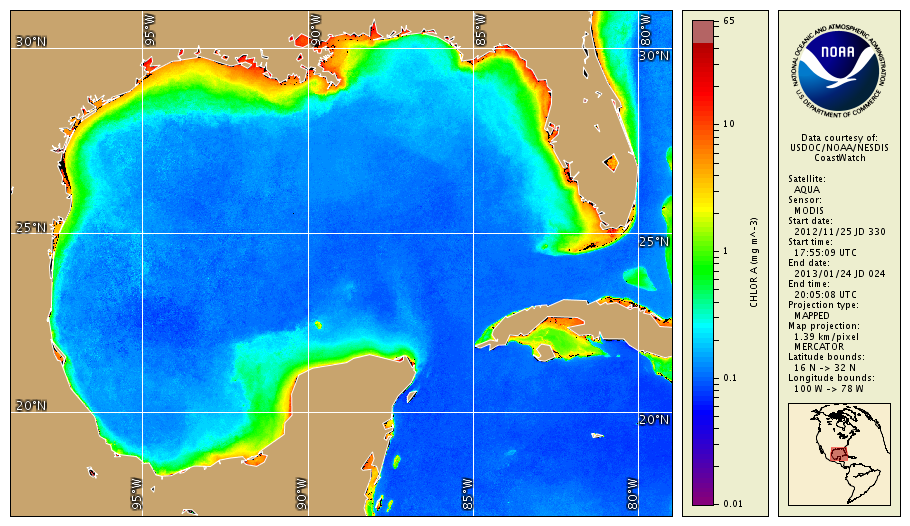 95°W
90°W
85°W
80°W
30°N
30°N
25°N
25°N
20°N
20°N
95°W
90°W
85°W
80°W
65
10
1
0.1
0.01
CHLOR A (mg m^-3)
NATIONAL OCEANIC AND ATMOSPHERIC ADMINISTRATION
NOAA
U.S. DEPARTMENT OF COMMERCE
Data courtesy of:
USDOC/NOAA/NESDIS
CoastWatch
Satellite:
AQUA
Sensor:
MODIS
Start date:
2012/11/25 JD 330
Start time:
17:55:09 UTC
End date:
2013/01/24 JD 024
End time:
20:05:08 UTC
Projection type:
MAPPED
Map projection:
1.39 km/pixel
MERCATOR
Latitude bounds:
16 N -> 32 N
Longitude bounds:
100 W -> 78 W